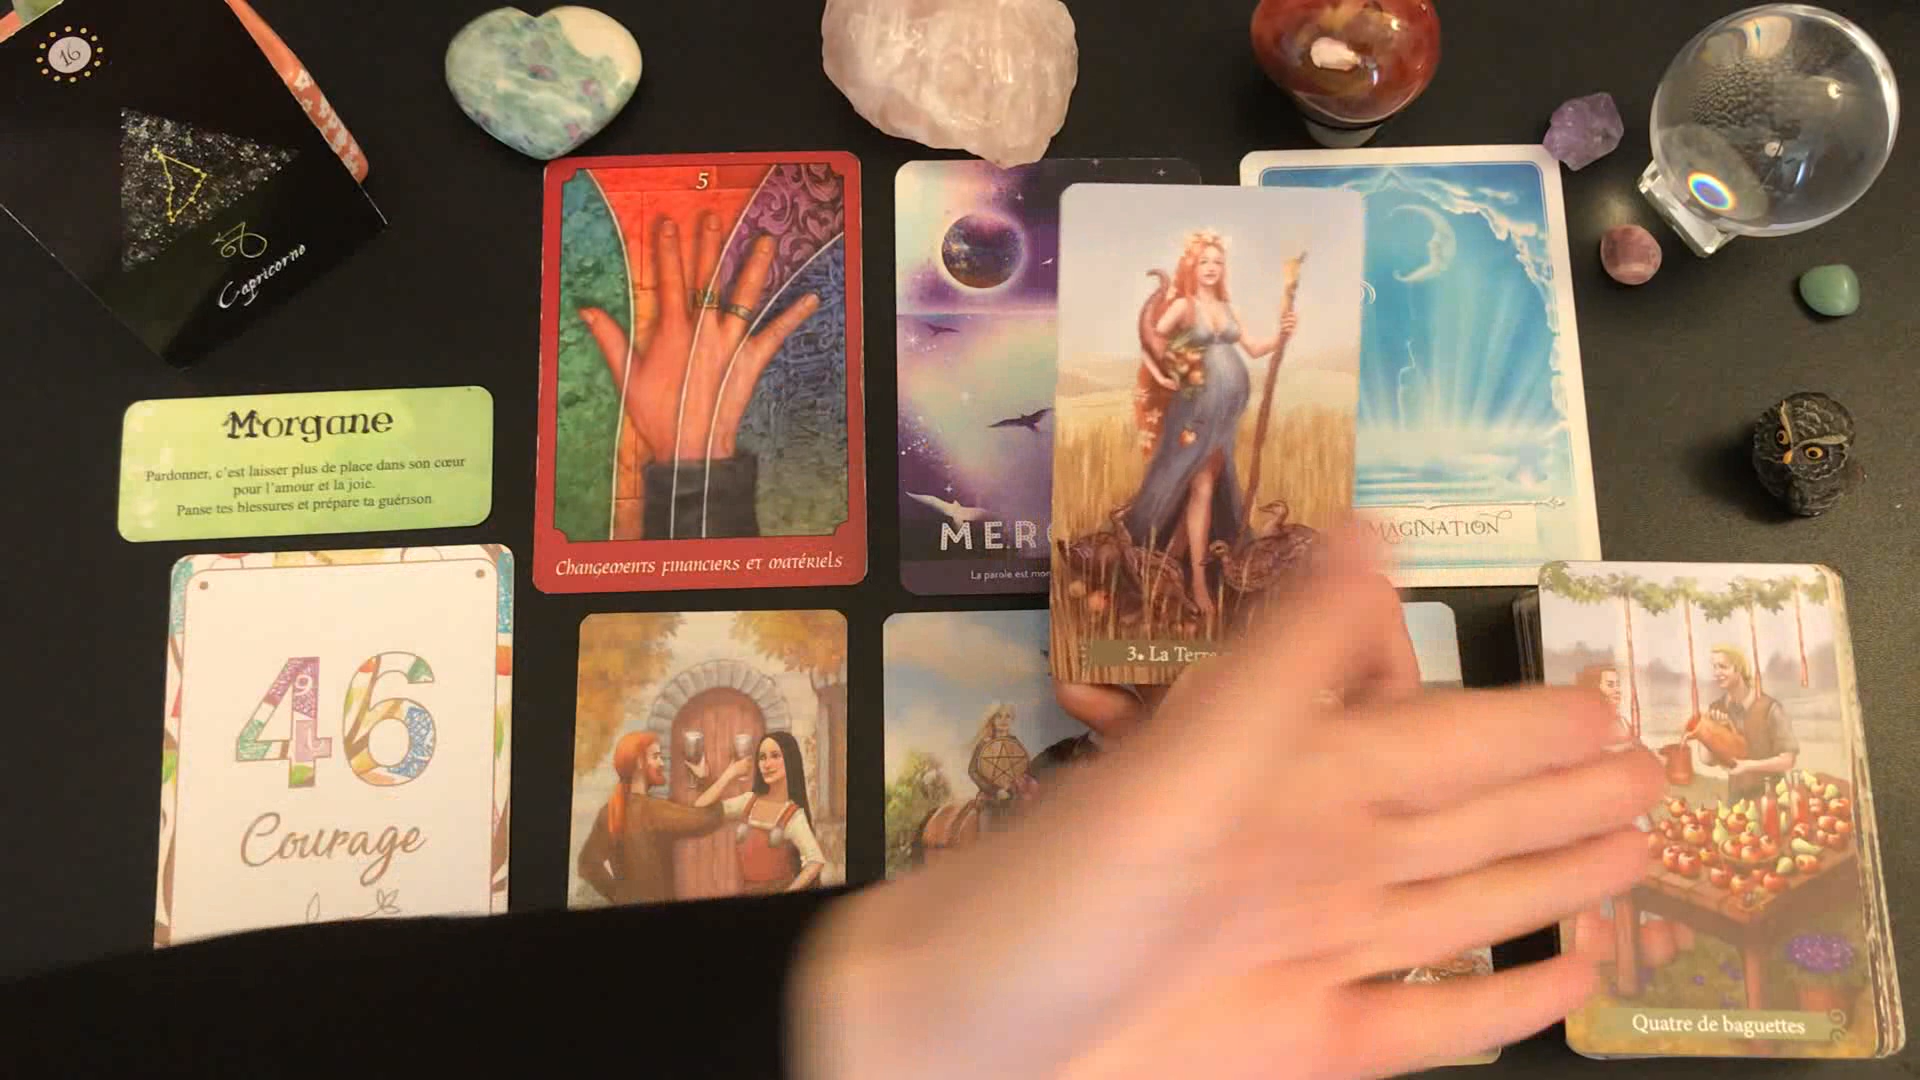 16
Capricorne
Morgane
Pardonner, c'est laisser plus de place dans son cœur
pour l'amour et la joie.
Panse tes blessures et prépare ta guérison
46
9
Courage
5
Changements financiers et matériels
MERC
La parole est
MAGINATION
3. La Terre
Quatre de baguettes